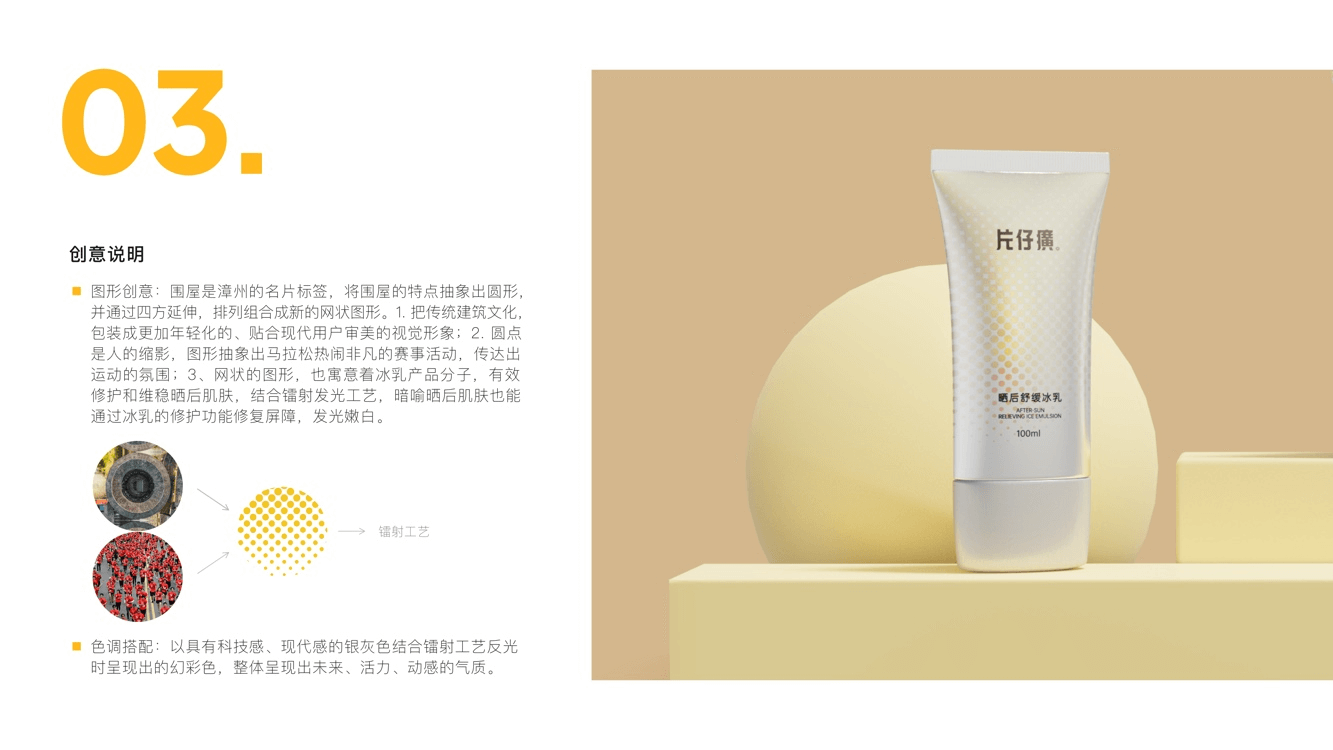 03.
创意说明
图形创意：围屋是漳州的名片标签，将围屋的特点抽象出圆形，
并通过四方延伸，排列组合成新的网状图形。1. 把传统建筑文化，
包装成更加年轻化的、贴合现代用户审美的视觉形象；2. 圆点
是人的缩影，图形抽象出马拉松热闹非凡的赛事活动，传达出
运动的氛围；3、网状的图形，也寓意着冰乳产品分子，有效
修护和维稳晒后肌肤，结合镭射发光工艺，暗喻晒后肌肤也能
通过冰乳的修护功能修复屏障，发光嫩白。
镭射工艺
色调搭配：以具有科技感、现代感的银灰色结合镭射工艺反光
时呈现出的幻彩色，整体呈现出未来、活力、动感的气质。
片仔癀
晒后舒缓冰乳
AFTER-SUN
RELIEVING ICE EMULSION
100ml